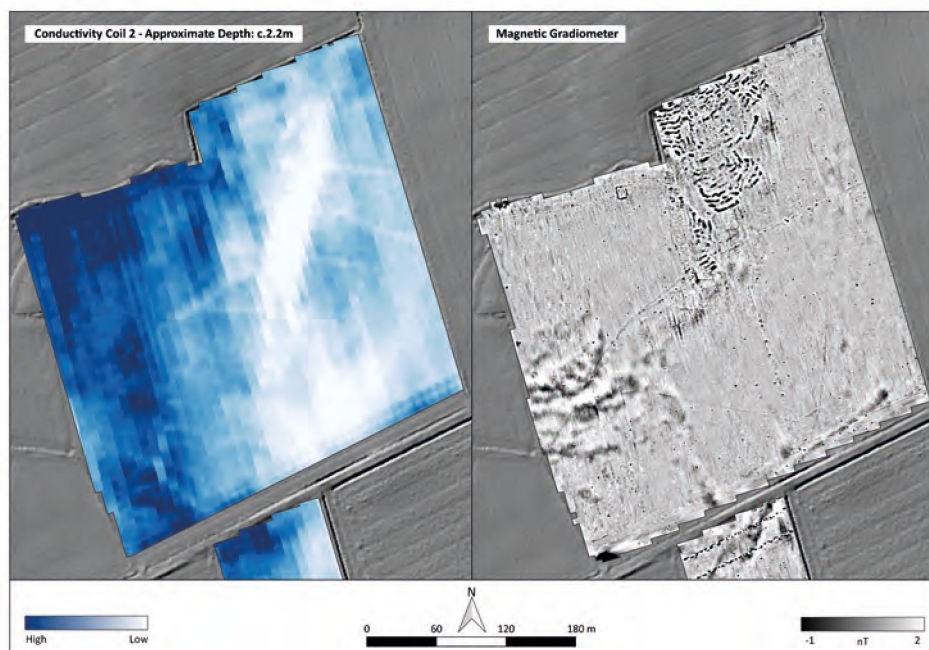 Conductivity Coil 2 - Approximate Depth: c.2.2m
Magnetic Gradiometer
High
Low
N
0
60
120
180 m
-1
nT
2